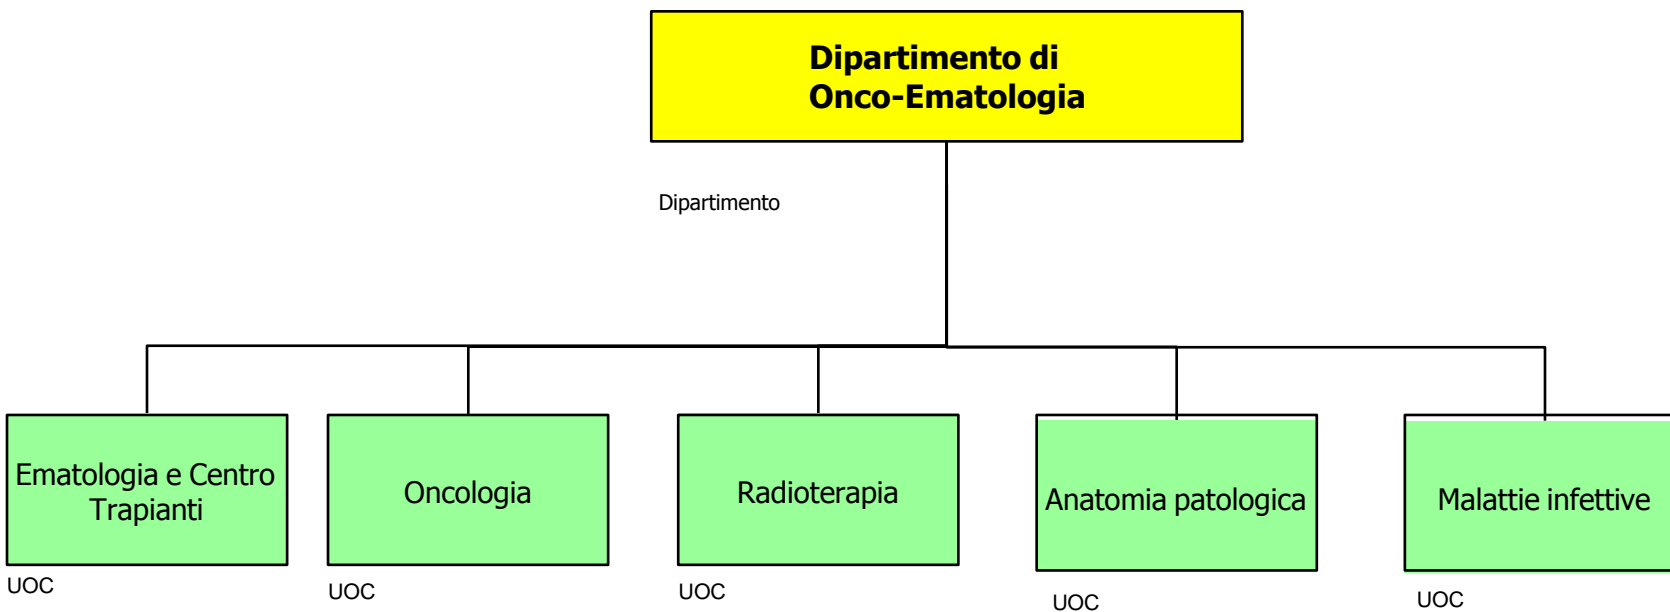 Dipartimento di
Onco-Ematologia
Dipartimento
Ematologia e Centro
Trapianti
UOC
Oncologia
UOC
Radioterapia
UOC
Anatomia patologica
UOC
Malattie infettive
UOC